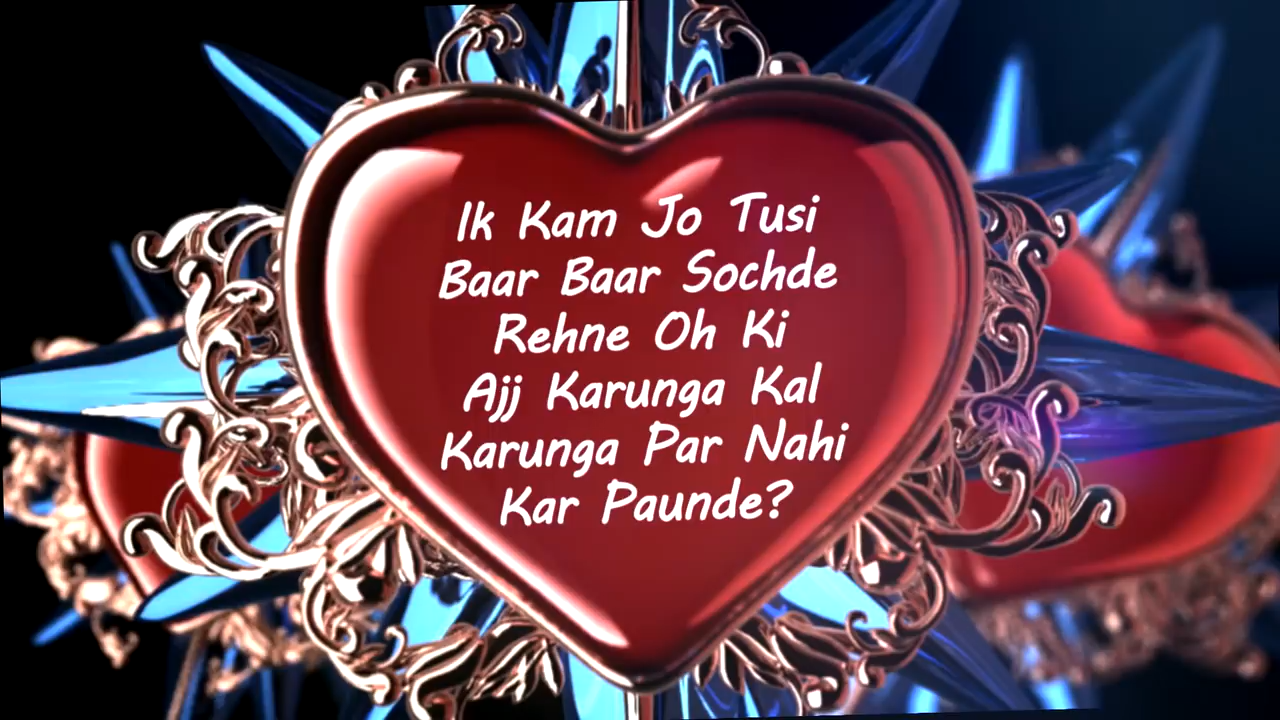 Ik Kam Jo Tusi
Baar Baar Sochde
Rehne Oh Ki
Ajj Karunga Kal
Karunga Par Nahi
Kar Paunde?